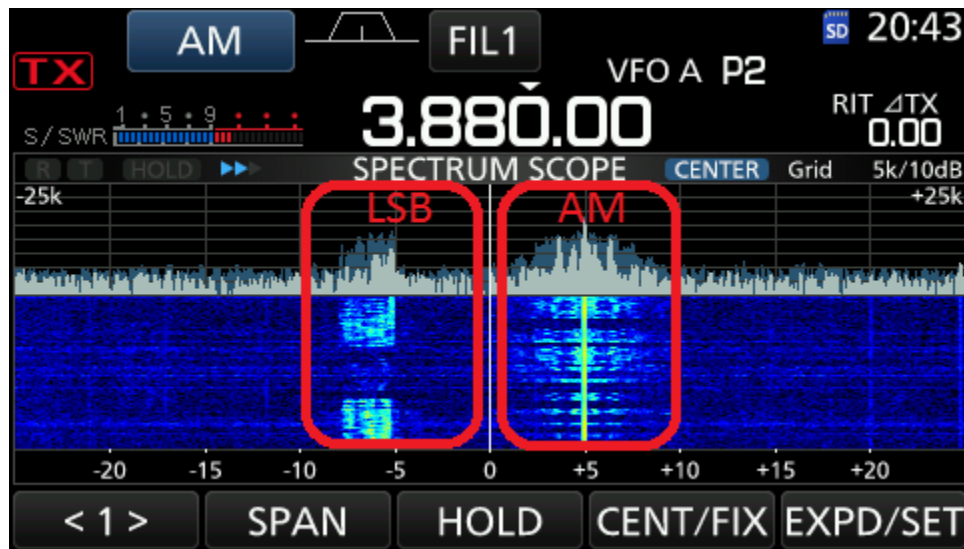 AM FIL1 SD 20:43
TX VFO A P2
S/SWR 1 5 9 3.880.00 RIT ⊿TX
0.00
R T HOLD SPECTRUM SCOPE CENTER Grid 5k/10dB
-25k LSB AM +25k
-20 -15 -10 -5 0 +5 +10 +15 +20
< 1 > SPAN HOLD CENT/FIX EXPD/SET